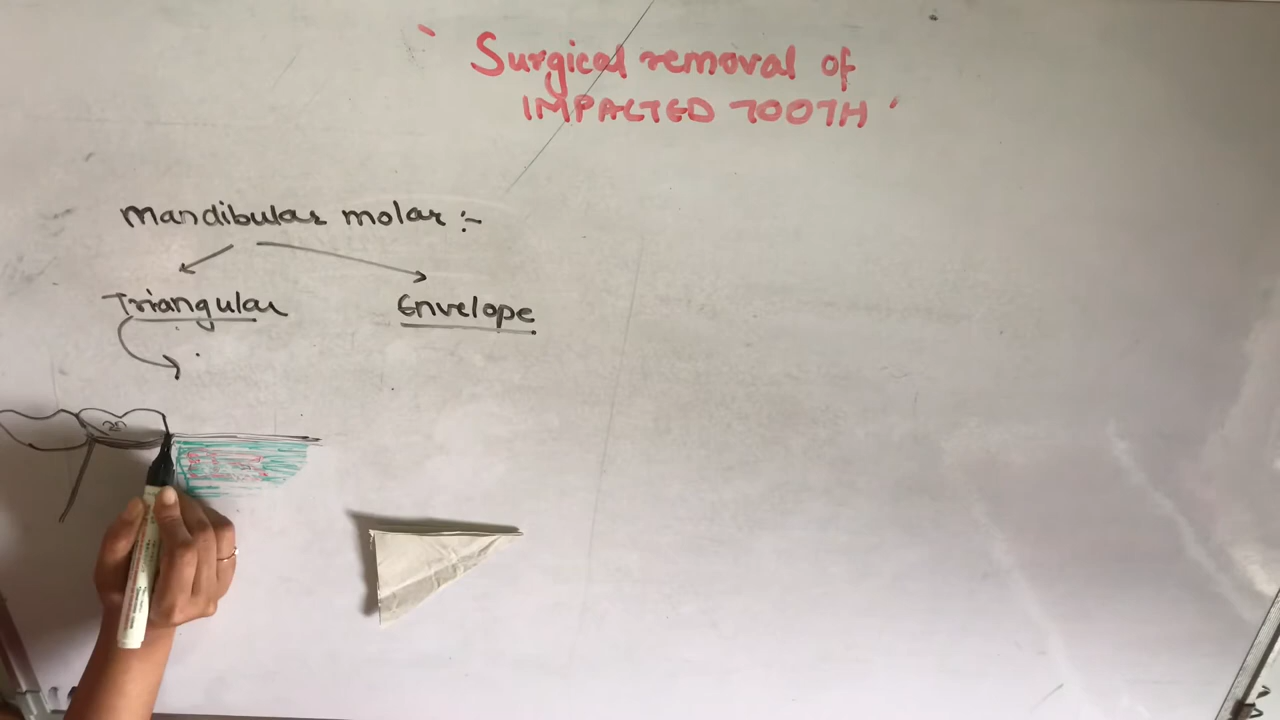 ' Surgical removal of
IMPACTED TOOTH '
Mandibular molar :-
Triangular
Envelope